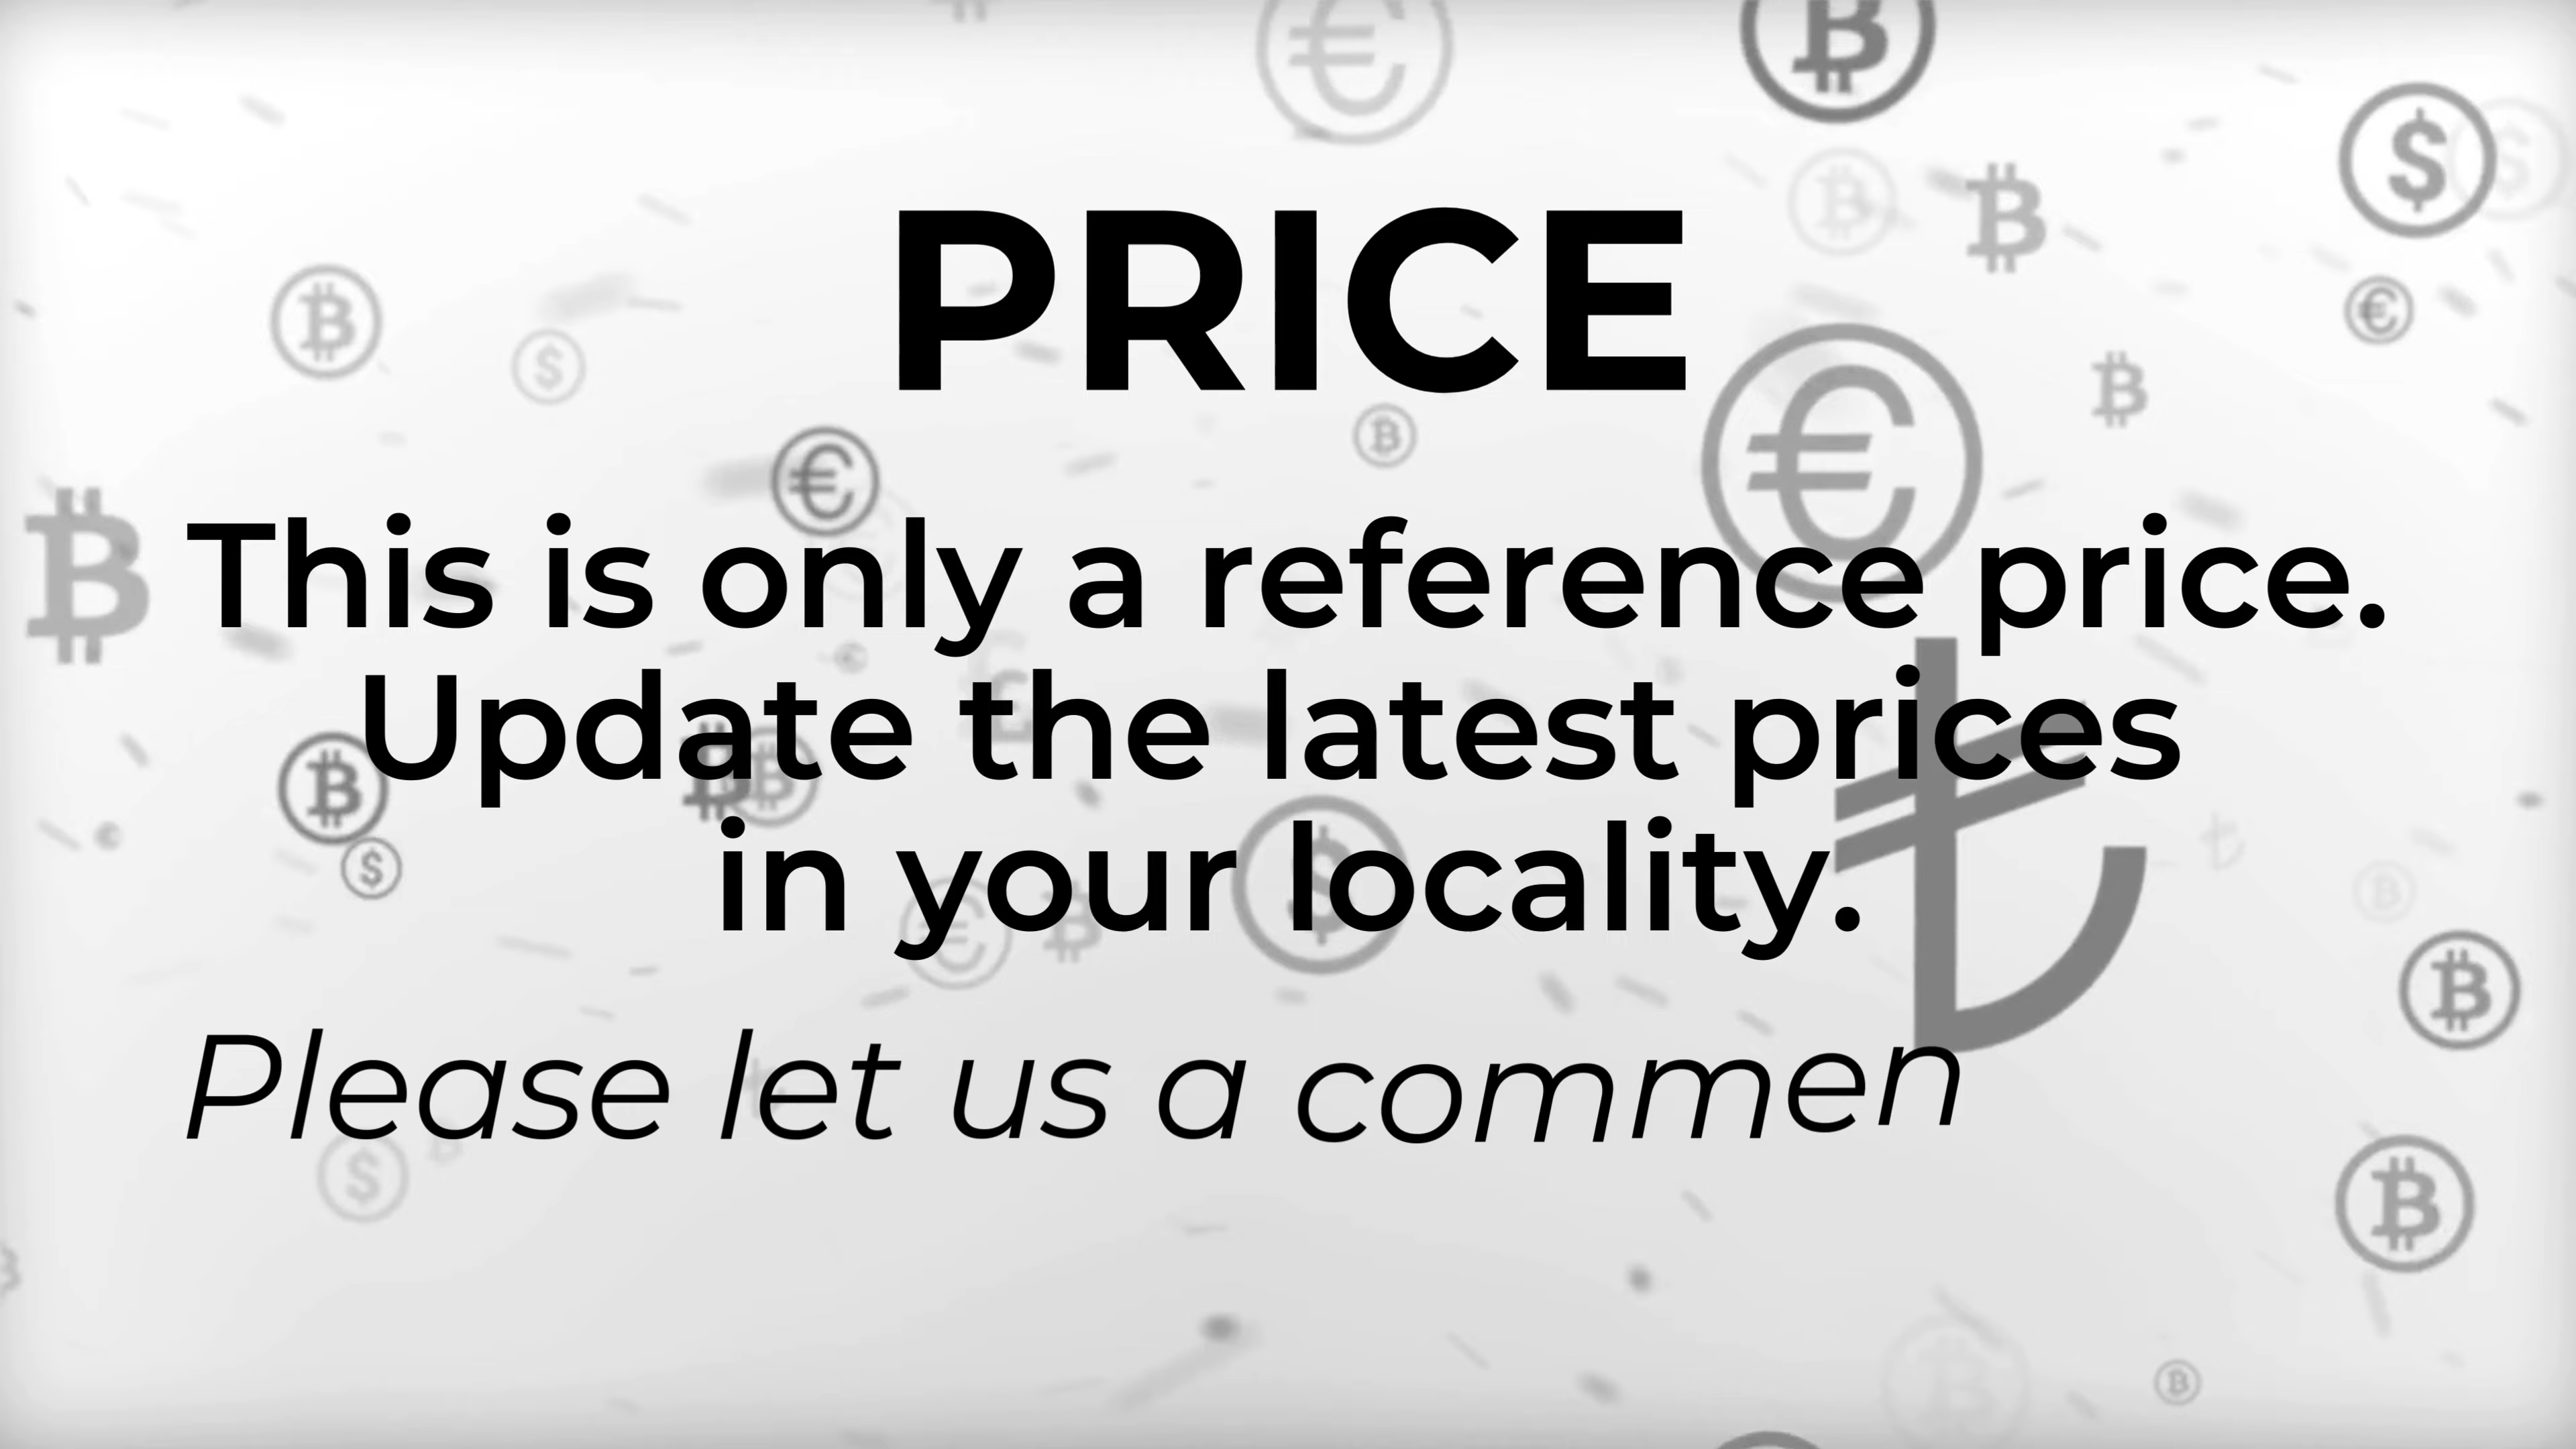 PRICE
This is only a reference price.
Update the latest prices
in your locality.
Please let us a commen